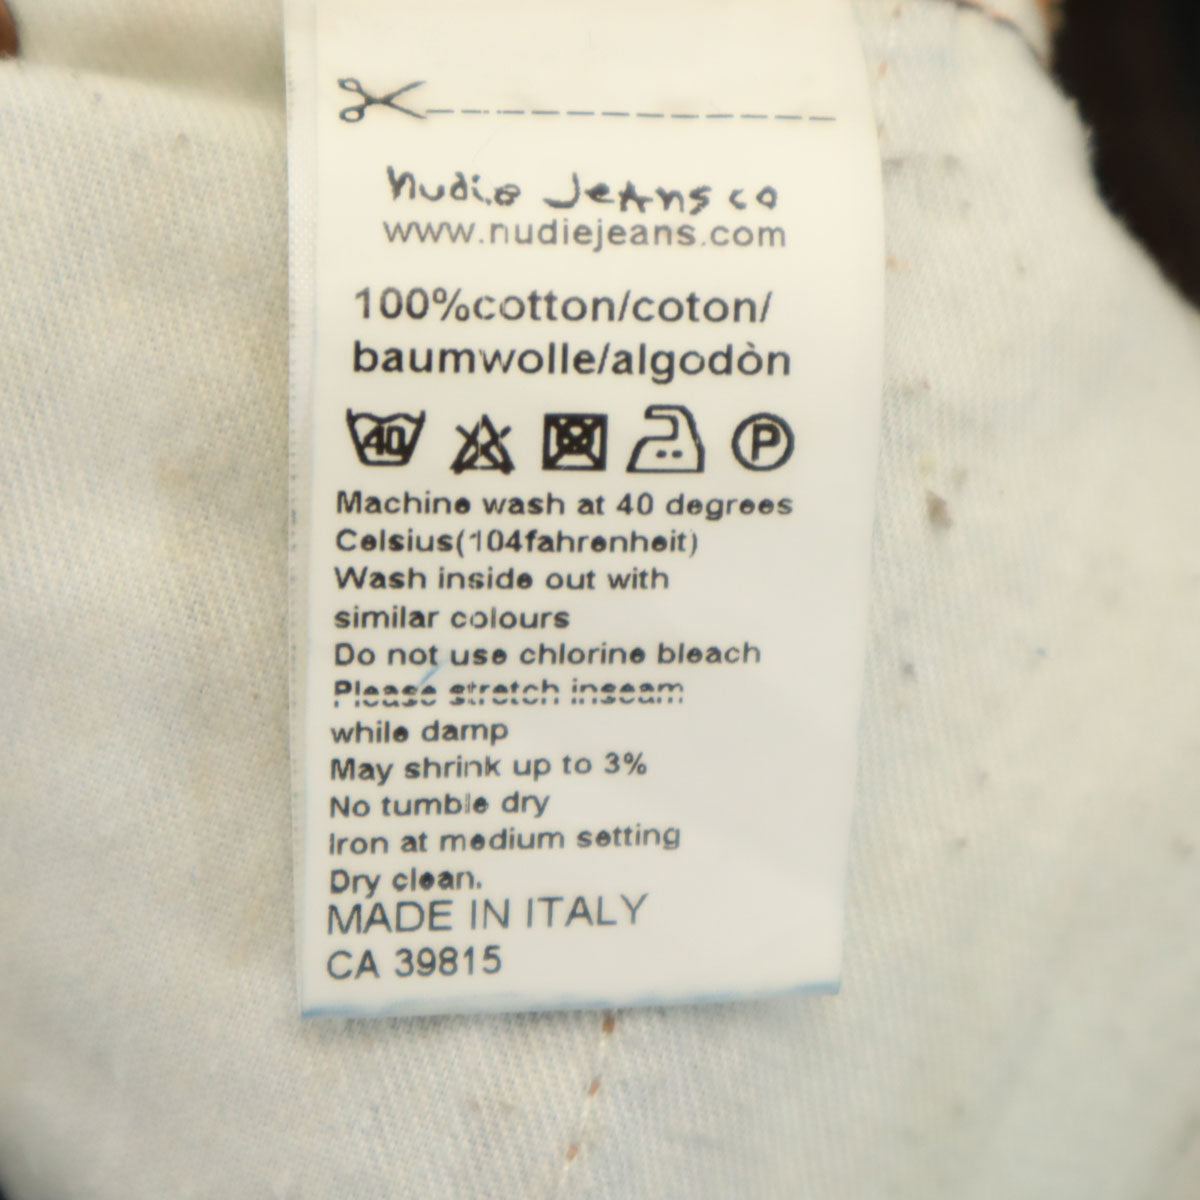 nudie Jeans co
www.nudiejeans.com
100%cotton/coton/
baumwolle/algodòn
40 P
Machine wash at 40 degrees
Celsius(104fahrenheit)
Wash inside out with
similar colours
Do not use chlorine bleach
Please stretch inseam
while damp
May shrink up to 3%
No tumble dry
Iron at medium setting
Dry clean.
MADE IN ITALY
CA 39815